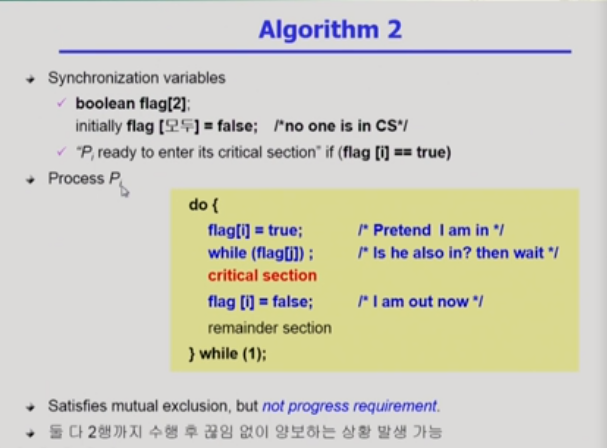 Algorithm 2
Synchronization variables
boolean flag[2];
initially flag [모두] = false; /*no one is in CS*/
"Pi ready to enter its critical section" if (flag [i] == true)
Process Pi
do {
flag[i] = true; /* Pretend I am in */
while (flag[j]) ; /* Is he also in? then wait */
critical section
flag [i] = false; /* I am out now */
remainder section
} while (1);
Satisfies mutual exclusion, but not progress requirement.
둘 다 2행까지 수행 후 끊임 없이 양보하는 상황 발생 가능